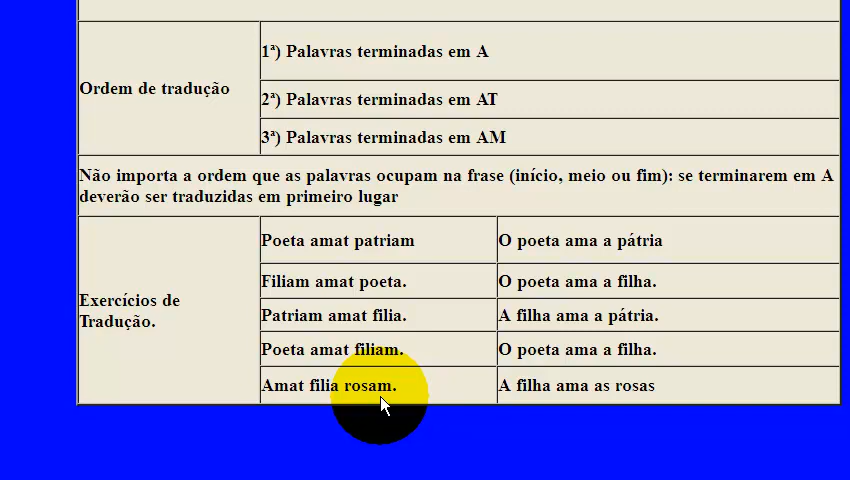 Ordem de tradução
1ª) Palavras terminadas em A
2ª) Palavras terminadas em AT
3ª) Palavras terminadas em AM
Não importa a ordem que as palavras ocupam na frase (início, meio ou fim): se terminarem em A
deverão ser traduzidas em primeiro lugar
Exercícios de
Tradução.
Poeta amat patriam
O poeta ama a pátria
Filiam amat poeta.
O poeta ama a filha.
Patriam amat filia.
A filha ama a pátria.
Poeta amat filiam.
O poeta ama a filha.
Amat filia rosam.
A filha ama as rosas